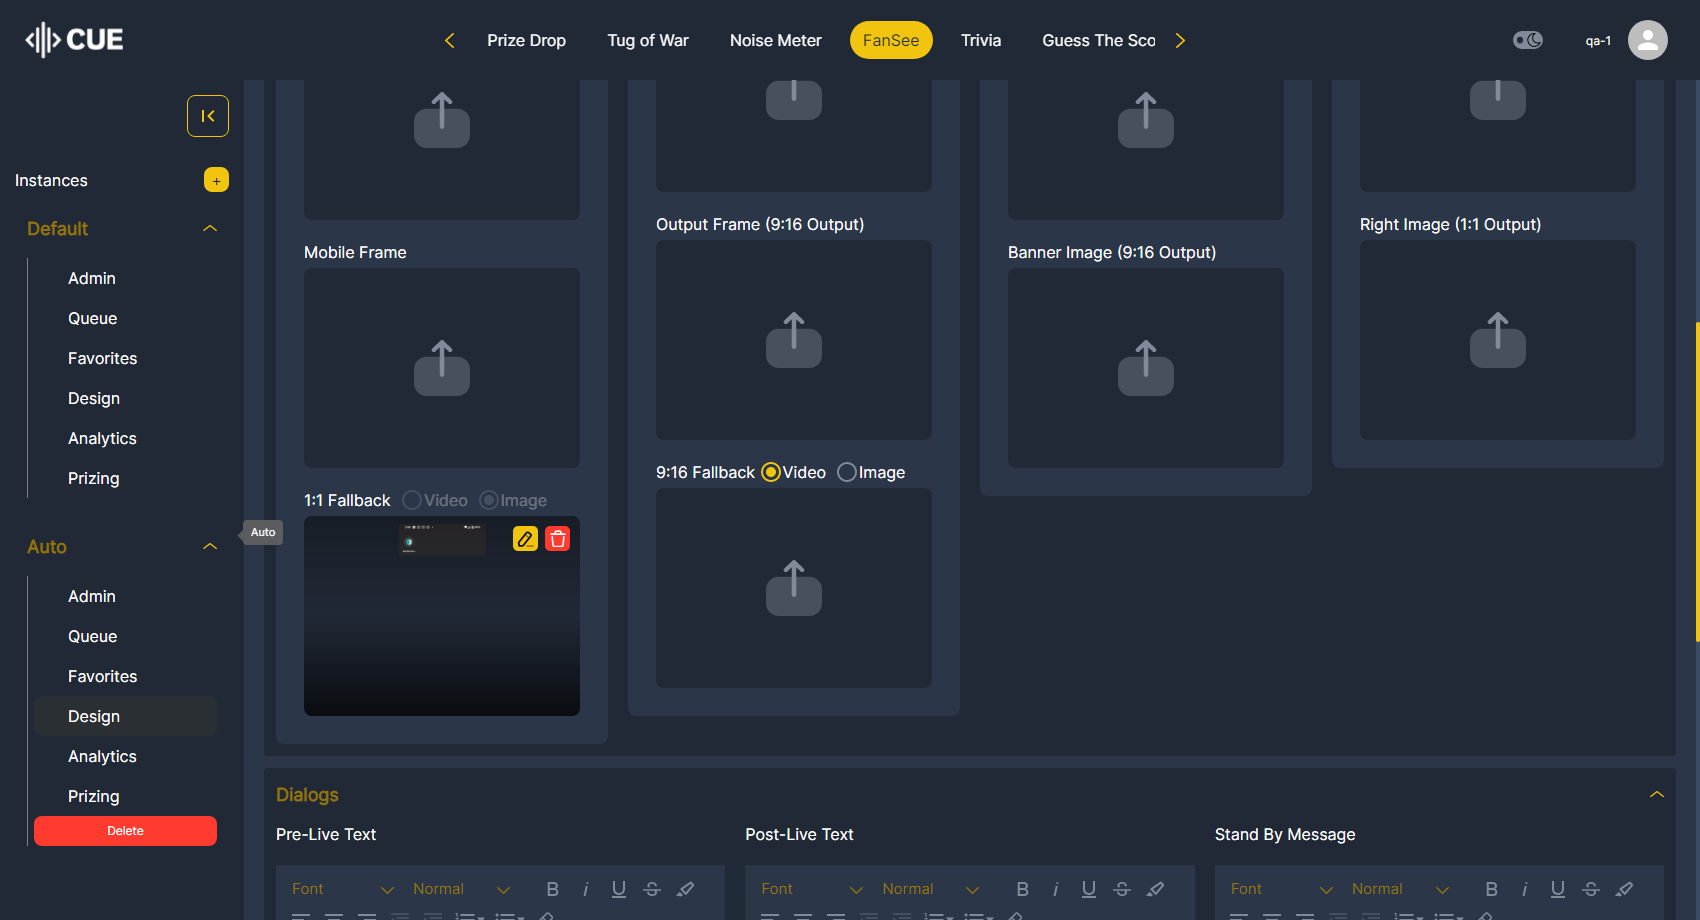 CUE
Prize Drop
Tug of War
Noise Meter
FanSee
Trivia
Guess The Sco
qa-1
Instances
+
Default
Admin
Queue
Favorites
Design
Analytics
Prizing
Auto
Auto
Admin
Queue
Favorites
Design
Analytics
Prizing
Delete
Mobile Frame
1:1 Fallback Video Image
Output Frame (9:16 Output)
9:16 Fallback Video Image
Banner Image (9:16 Output)
Right Image (1:1 Output)
Dialogs
Pre-Live Text
Post-Live Text
Stand By Message
Font Normal B i U S
Font Normal B i U S
Font Normal B i U S